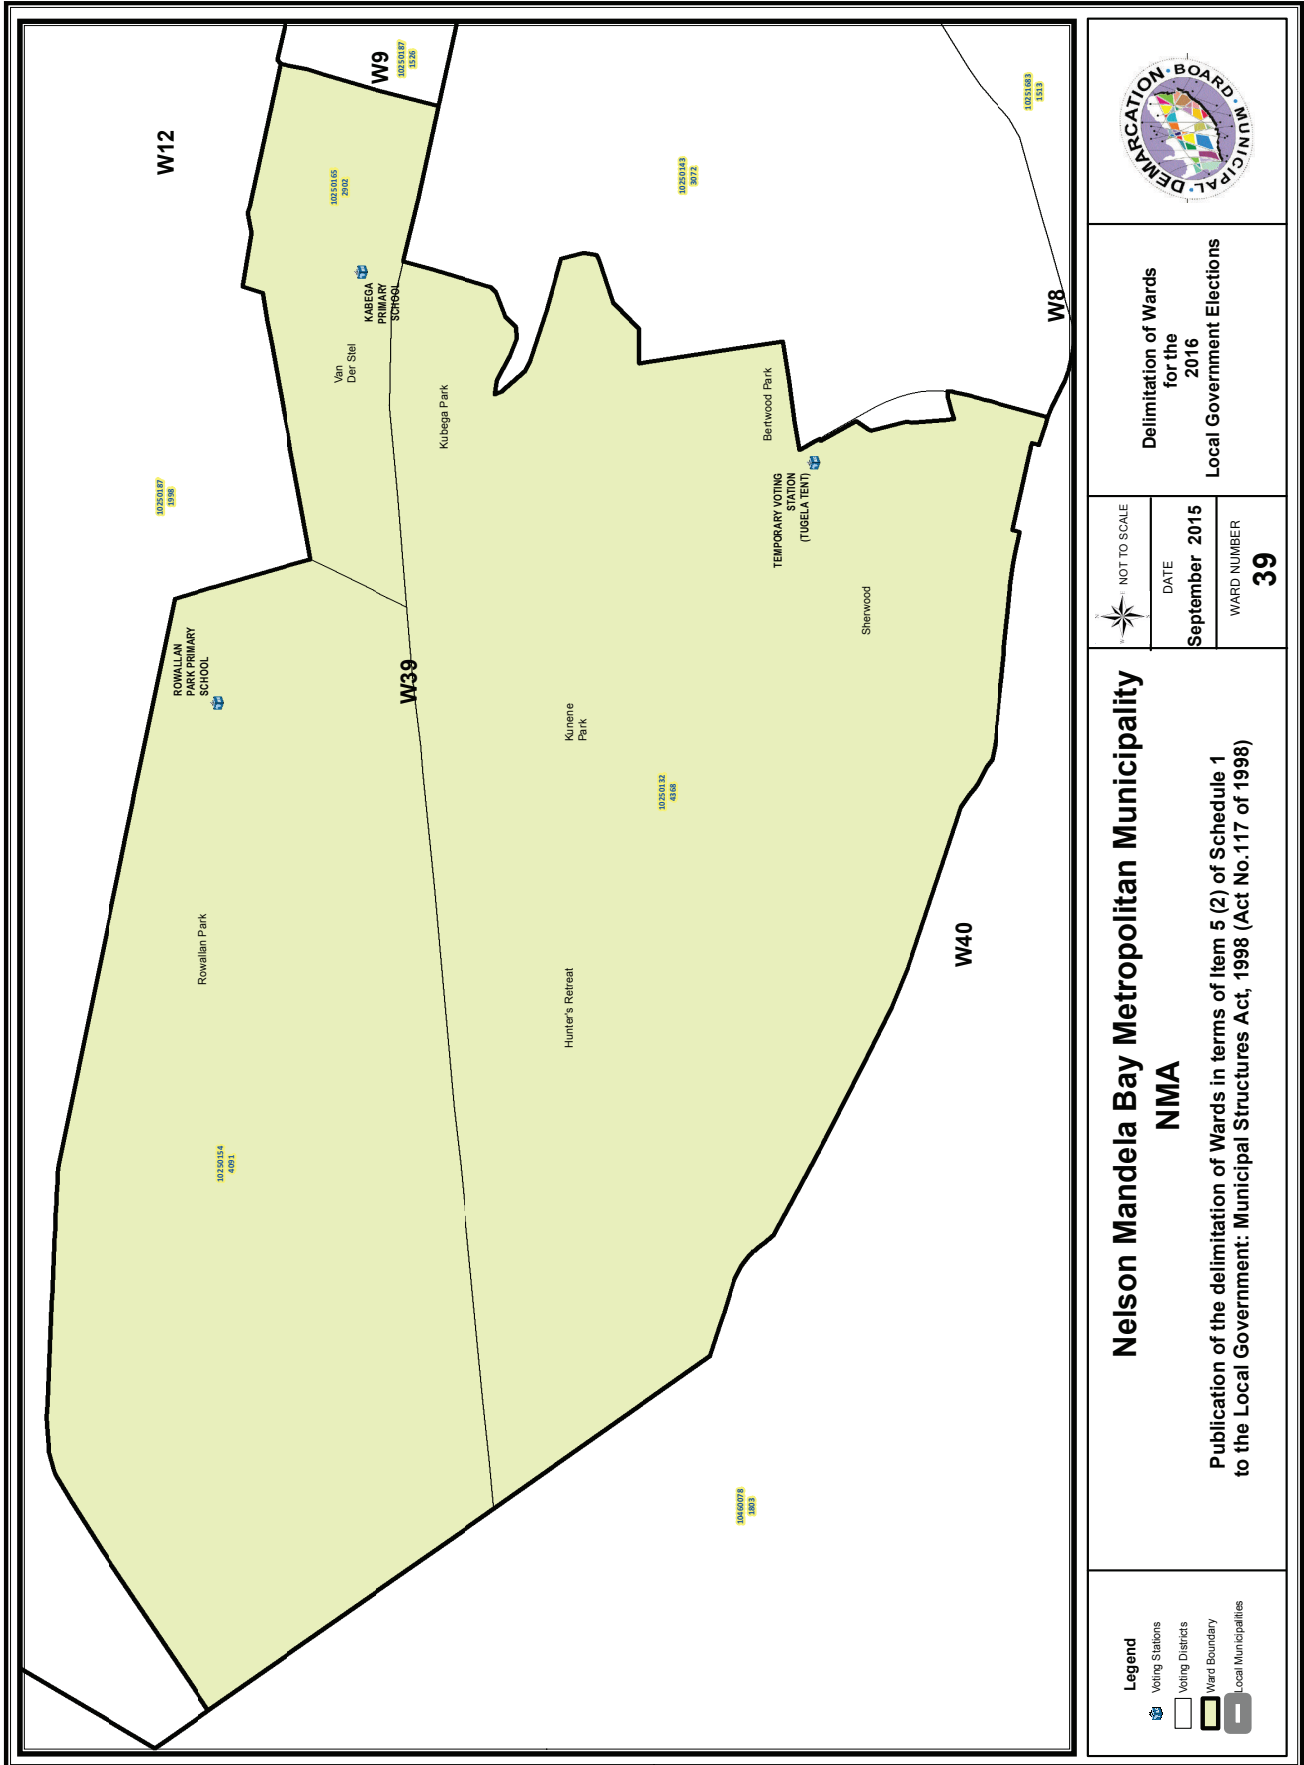 W12
W9
10250187
1526
10251683
1513
10250165
2902
10250143
3072
KABEGA
PRIMARY
SCHOOL
W8
Van
Der Stel
Kubega Park
Bertwood Park
10250187
1998
TEMPORARY VOTING
STATION
(TUGELA TENT)
Sherwood
ROWALLAN
PARK PRIMARY
SCHOOL
W39
Kunene
Park
10250132
4368
Rowallan Park
Hunter's Retreat
W40
10250154
4091
10460078
1803
Legend
Voting Stations
Voting Districts
Ward Boundary
Local Municipalities
Nelson Mandela Bay Metropolitan Municipality
NMA
Publication of the delimitation of Wards in terms of Item 5 (2) of Schedule 1
to the Local Government: Municipal Structures Act, 1998 (Act No.117 of 1998)
N
W
E
NOT TO SCALE
DATE
September 2015
WARD NUMBER
39
Delimitation of Wards
for the
2016
Local Government Elections
MUNICIPAL · DEMARCATION · BOARD ·